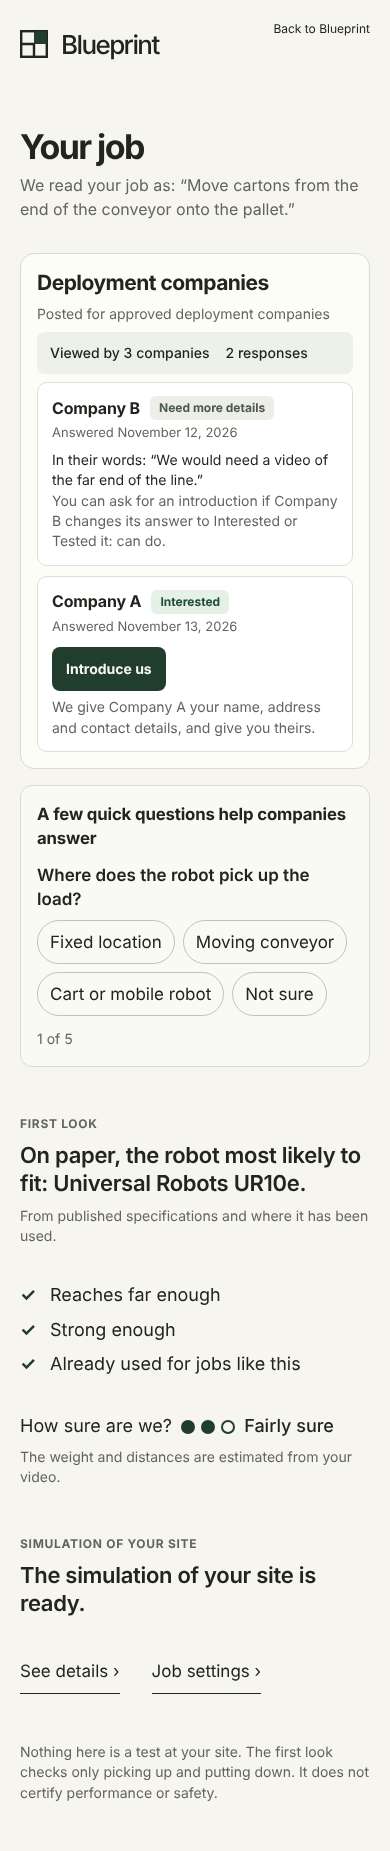 Blueprint
Back to Blueprint
Your job
We read your job as: “Move cartons from the
end of the conveyor onto the pallet.”
Deployment companies
Posted for approved deployment companies
Viewed by 3 companies 2 responses
Company B Need more details
Answered November 12, 2026
In their words: “We would need a video of
the far end of the line.”
You can ask for an introduction if Company
B changes its answer to Interested or
Tested it: can do.
Company A Interested
Answered November 13, 2026
Introduce us
We give Company A your name, address
and contact details, and give you theirs.
A few quick questions help companies
answer
Where does the robot pick up the
load?
Fixed location Moving conveyor
Cart or mobile robot Not sure
1 of 5
FIRST LOOK
On paper, the robot most likely to
fit: Universal Robots UR10e.
From published specifications and where it has been
used.
✓ Reaches far enough
✓ Strong enough
✓ Already used for jobs like this
How sure are we? Fairly sure
The weight and distances are estimated from your
video.
SIMULATION OF YOUR SITE
The simulation of your site is
ready.
See details › Job settings ›
Nothing here is a test at your site. The first look
checks only picking up and putting down. It does not
certify performance or safety.